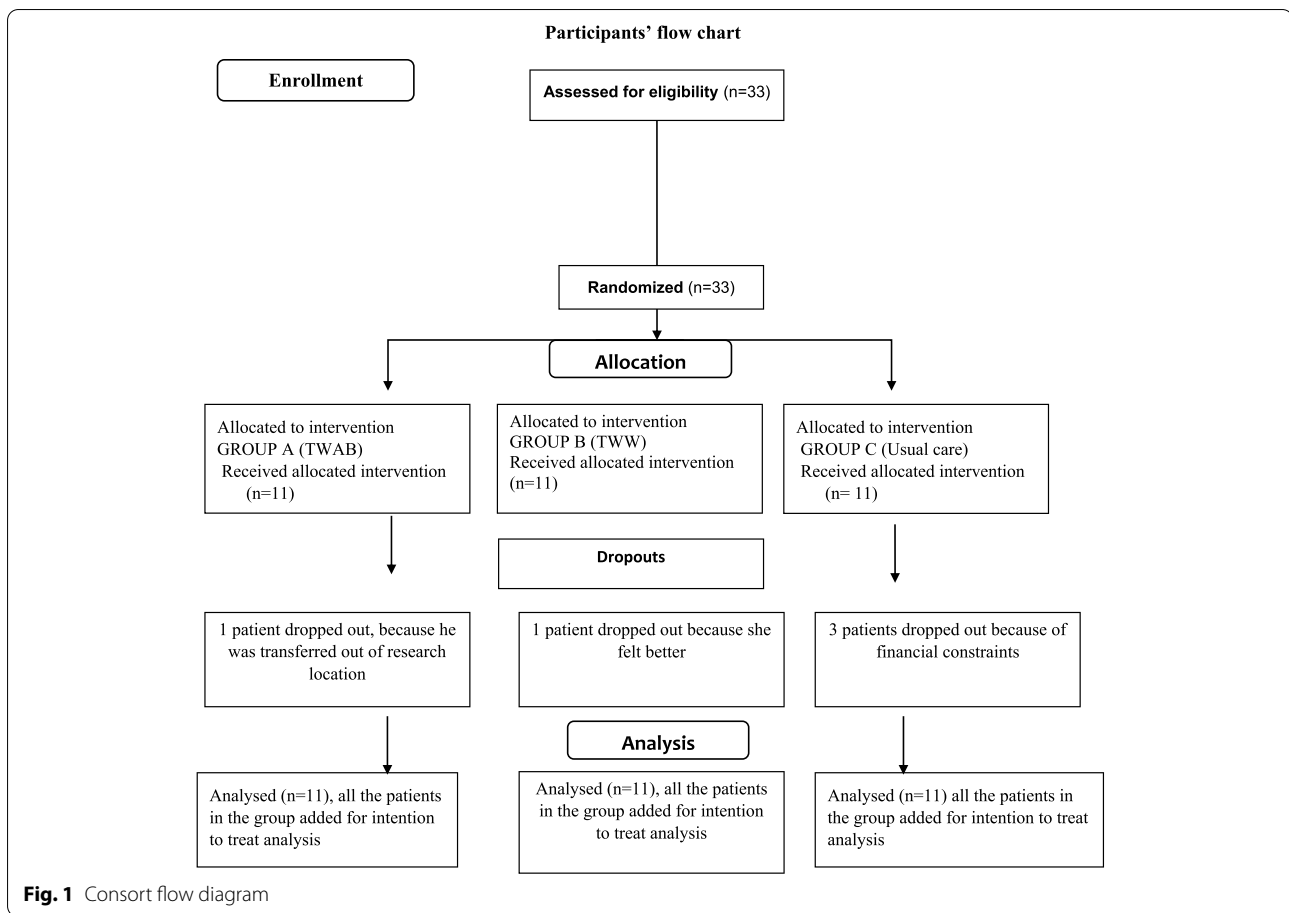 Participants' flow chart
Enrollment
Assessed for eligibility (n=33)
Randomized (n=33)
Allocation
Allocated to intervention
GROUP A (TWAB)
Received allocated intervention
(n=11)
Allocated to intervention
GROUP B (TWW)
Received allocated intervention
(n=11)
Allocated to intervention
GROUP C (Usual care)
Received allocated intervention
(n= 11)
Dropouts
1 patient dropped out, because he
was transferred out of research
location
1 patient dropped out because she
felt better
3 patients dropped out because of
financial constraints
Analysis
Analysed (n=11), all the patients
in the group added for intention
to treat analysis
Analysed (n=11), all the patients
in the group added for intention
to treat analysis
Analysed (n=11) all the patients in
the group added for intention to treat
analysis
Fig. 1 Consort flow diagram